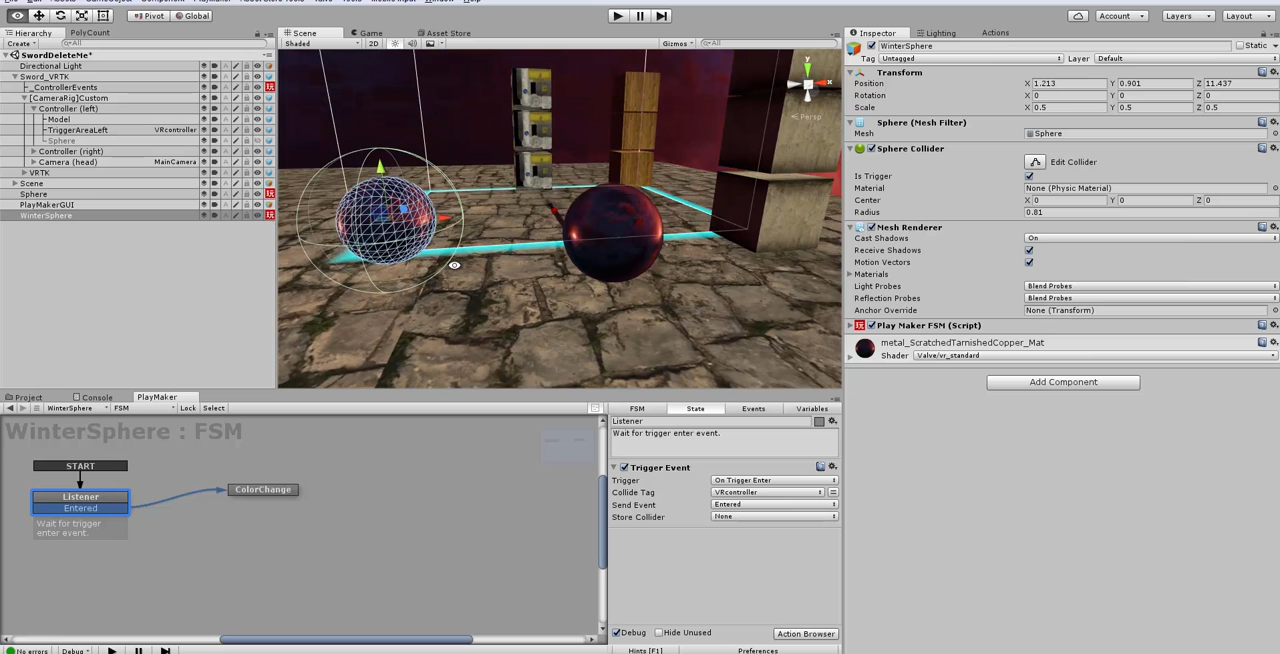 Pivot Global Account Layers Layout
Hierarchy PolyCount
Create All
SwordDeleteMe*
Directional Light
Sword_VRTK
_ControllerEvents
[CameraRig]Custom
Controller (left)
Model
TriggerAreaLeft VRcontroller
Sphere
Controller (right)
Camera (head) MainCamera
VRTK
Scene
Sphere
PlayMakerGUI
WinterSphere
Scene Game Asset Store
Shaded 2D Gizmos All
y
x
Persp
Inspector Lighting Actions
WinterSphere Static
Tag Untagged Layer Default
Transform
Position X 1.213 Y 0.901 Z 11.437
Rotation X 0 Y 0 Z 0
Scale X 0.5 Y 0.5 Z 0.5
Sphere (Mesh Filter)
Mesh Sphere
Sphere Collider
Edit Collider
Is Trigger
Material None (Physic Material)
Center X 0 Y 0 Z 0
Radius 0.81
Mesh Renderer
Cast Shadows On
Receive Shadows
Motion Vectors
Materials
Light Probes Blend Probes
Reflection Probes Blend Probes
Anchor Override None (Transform)
Play Maker FSM (Script)
metal_ScratchedTarnishedCopper_Mat
Shader Valve/vr_standard
Add Component
Project Console PlayMaker
WinterSphere FSM Lock Select
WinterSphere : FSM
START
Listener
Entered
Wait for trigger
enter event.
ColorChange
FSM State Events Variables
Listener
Wait for trigger enter event.
Trigger Event
Trigger On Trigger Enter
Collide Tag VRcontroller
Send Event Entered
Store Collider None
Debug Hide Unused Action Browser
No errors Debug Hints [F1] Preferences